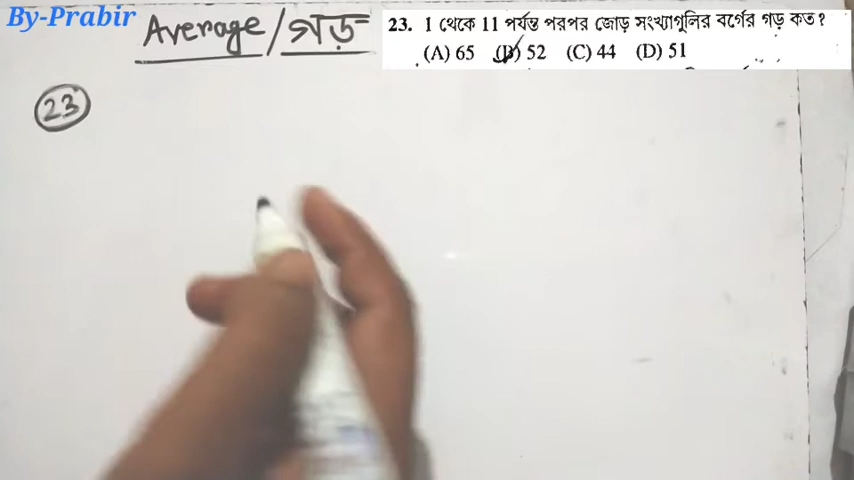 By-Prabir
Average/গড়
23. 1 থেকে 11 পর্যন্ত পরপর জোড় সংখ্যাগুলির বর্গের গড় কত?
(A) 65 (B) 52 (C) 44 (D) 51
23